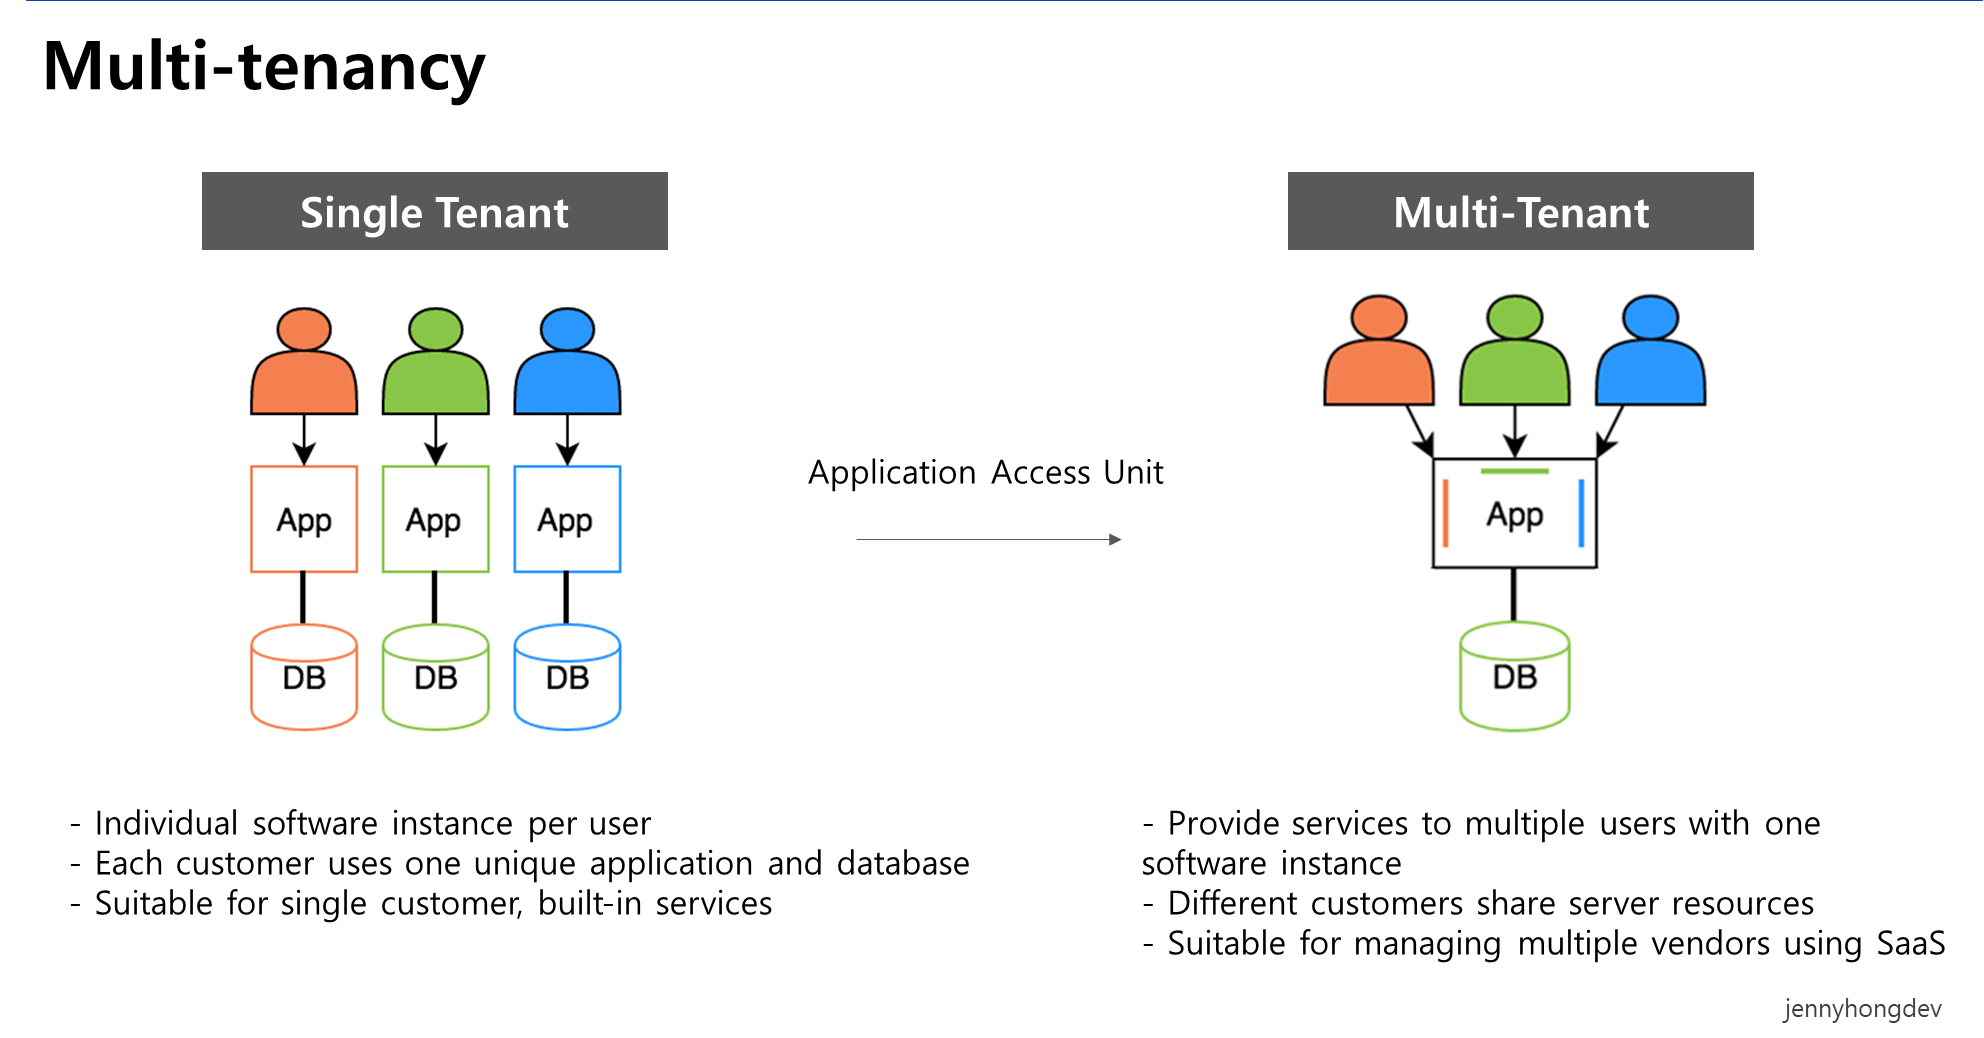 Multi-tenancy
Single Tenant
Multi-Tenant
App
App
App
DB
DB
DB
Application Access Unit
App
DB
- Individual software instance per user
- Each customer uses one unique application and database
- Suitable for single customer, built-in services
- Provide services to multiple users with one
software instance
- Different customers share server resources
- Suitable for managing multiple vendors using SaaS
jennyhongdev